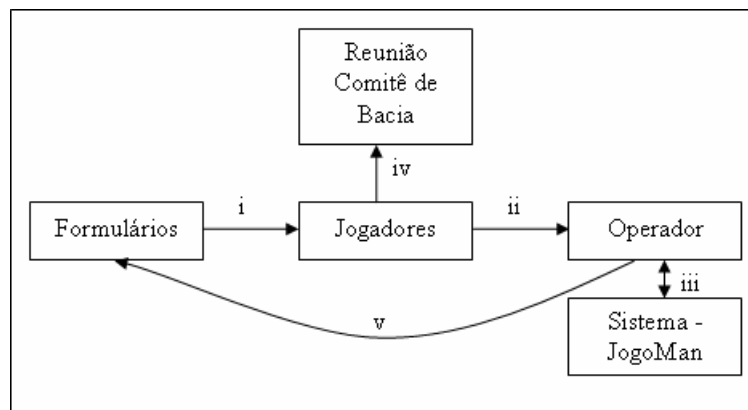 Reunião
Comitê de
Bacia
iv
i
ii
Formulários
Jogadores
Operador
iii
v
Sistema -
JogoMan